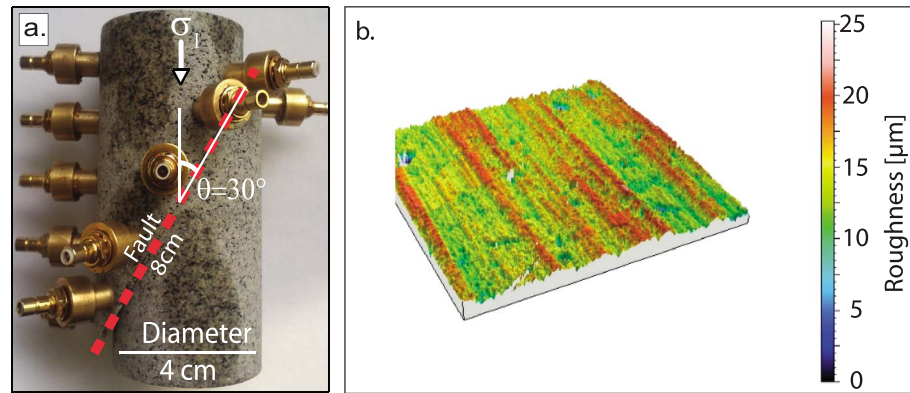 a.
σ1
θ=30°
Fault
8cm
Diameter
4 cm
b.
25
20
15
10
5
0
Roughness [µm]